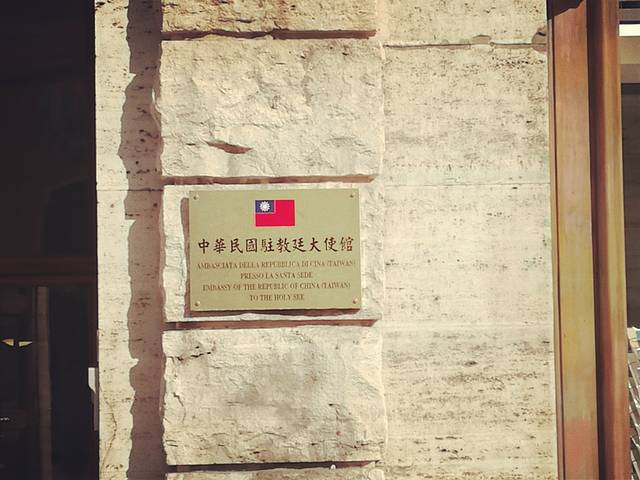 中華民國駐教廷大使館
AMBASCIATA DELLA REPUBBLICA DI CINA (TAIWAN)
PRESSO LA SANTA SEDE
EMBASSY OF THE REPUBLIC OF CHINA (TAIWAN)
TO THE HOLY SEE